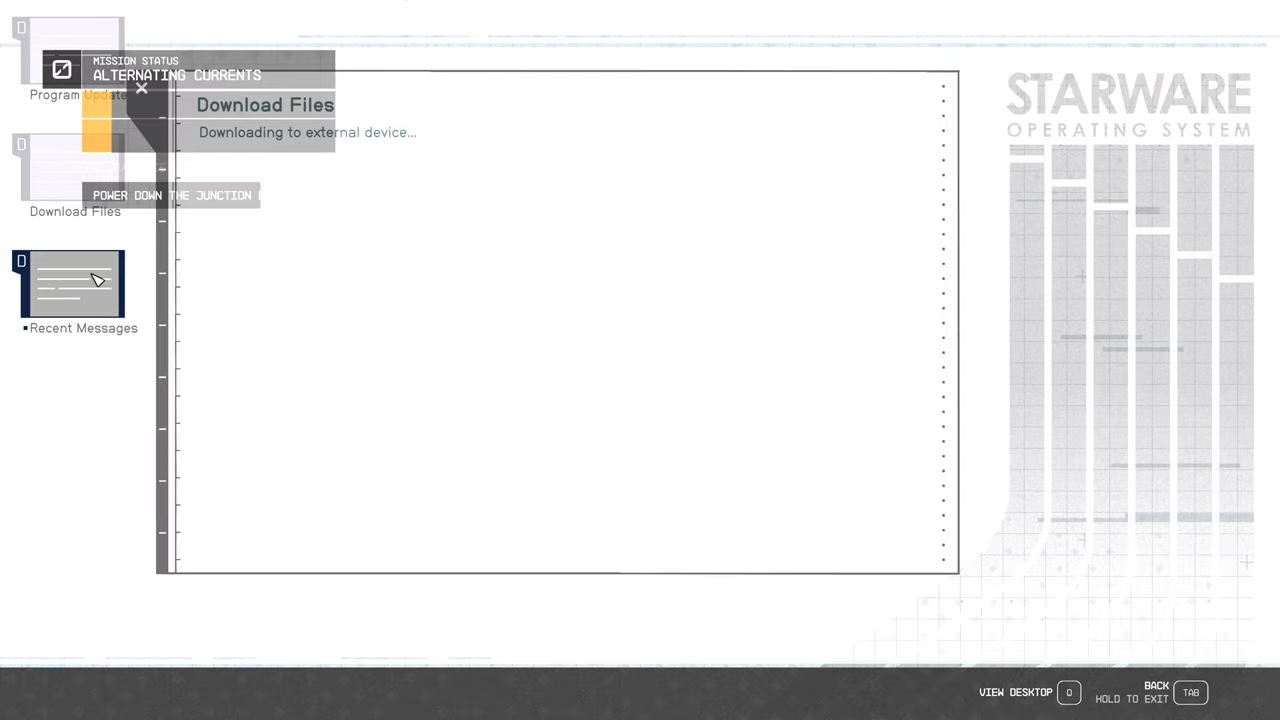 MISSION STATUS
ALTERNATING CURRENTS
Program Update
Download Files
Downloading to external device...
D
D
Download Files
POWER DOWN THE JUNCTION
D
Recent Messages
STARWARE
OPERATING SYSTEM
VIEW DESKTOP Q
BACK
HOLD TO EXIT TAB